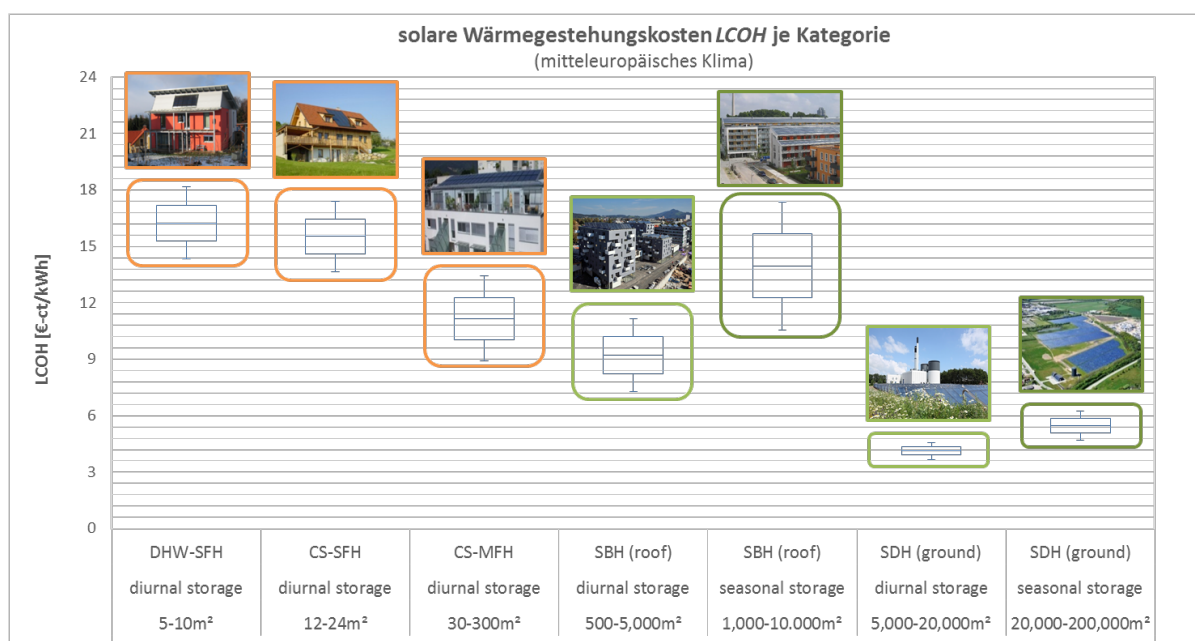 solare Wärmegestehungskosten LCOH je Kategorie
(mitteleuropäisches Klima)
LCOH [€-ct/kWh]
24
21
18
15
12
9
6
3
0
DHW-SFH CS-SFH CS-MFH SBH (roof) SBH (roof) SDH (ground) SDH (ground)
diurnal storage diurnal storage diurnal storage diurnal storage seasonal storage diurnal storage seasonal storage
5-10m² 12-24m² 30-300m² 500-5,000m² 1,000-10.000m² 5,000-20,000m² 20,000-200,000m²